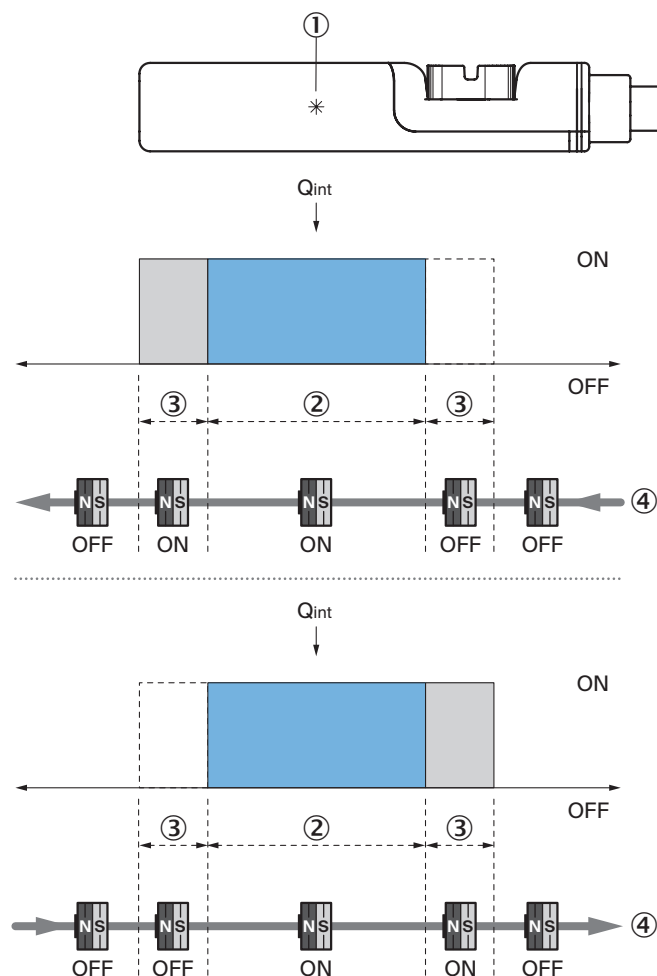 ①
Qint
ON
OFF
③ ② ③
N S N S N S N S N S
④
OFF ON ON OFF OFF
Qint
ON
OFF
③ ② ③
N S N S N S N S N S
④
OFF OFF ON ON OFF